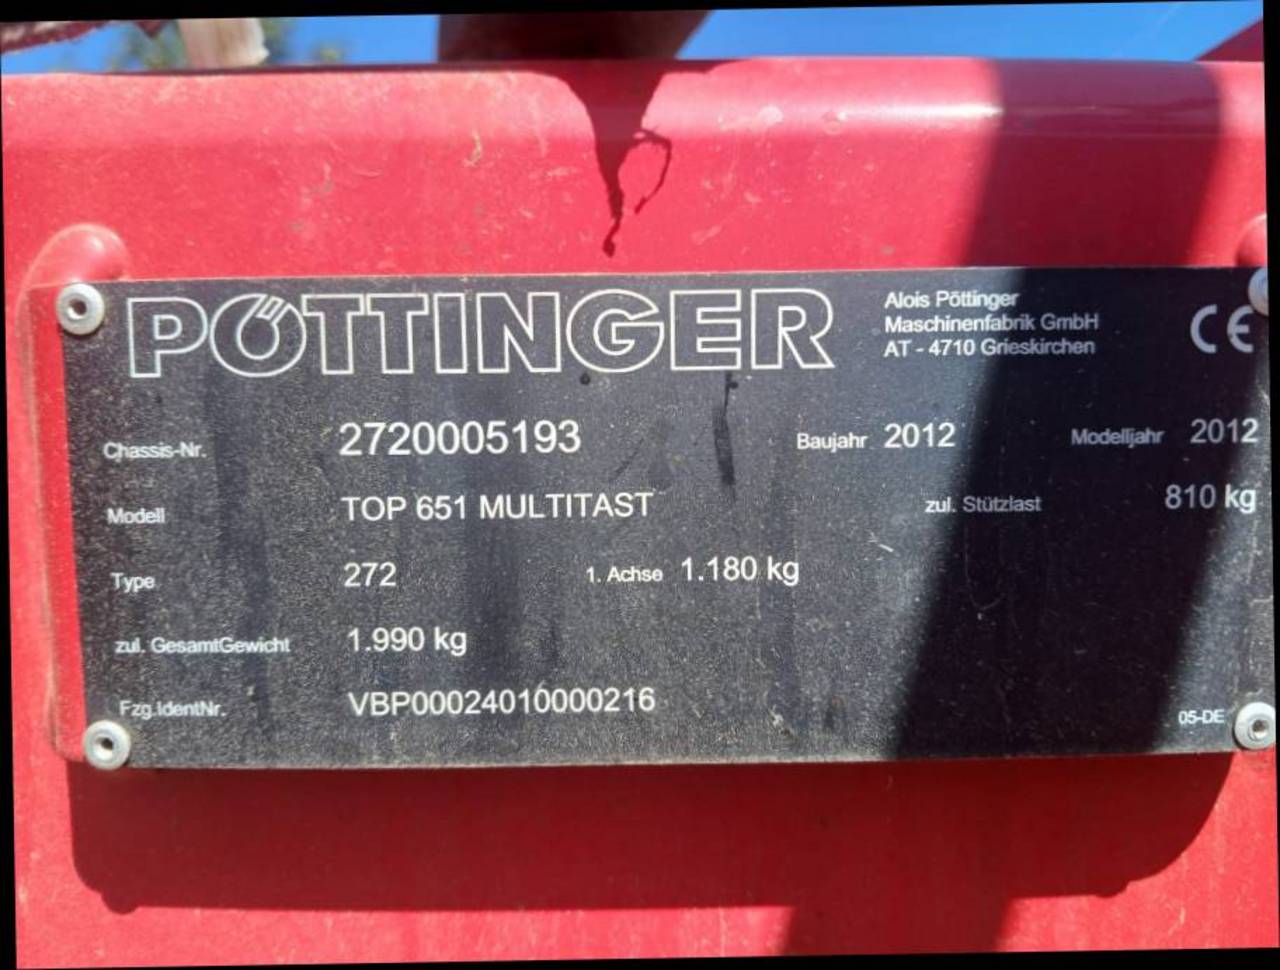 PÖTTINGER
Alois Pöttinger
Maschinenfabrik GmbH
AT - 4710 Grieskirchen
CE
Chassis-Nr. 2720005193 Baujahr 2012 Modelljahr 2012
Modell TOP 651 MULTITAST zul. Stützlast 810 kg
Type 272 1. Achse 1.180 kg
zul. GesamtGewicht 1.990 kg
Fzg.IdentNr. VBP00024010000216
05-DE